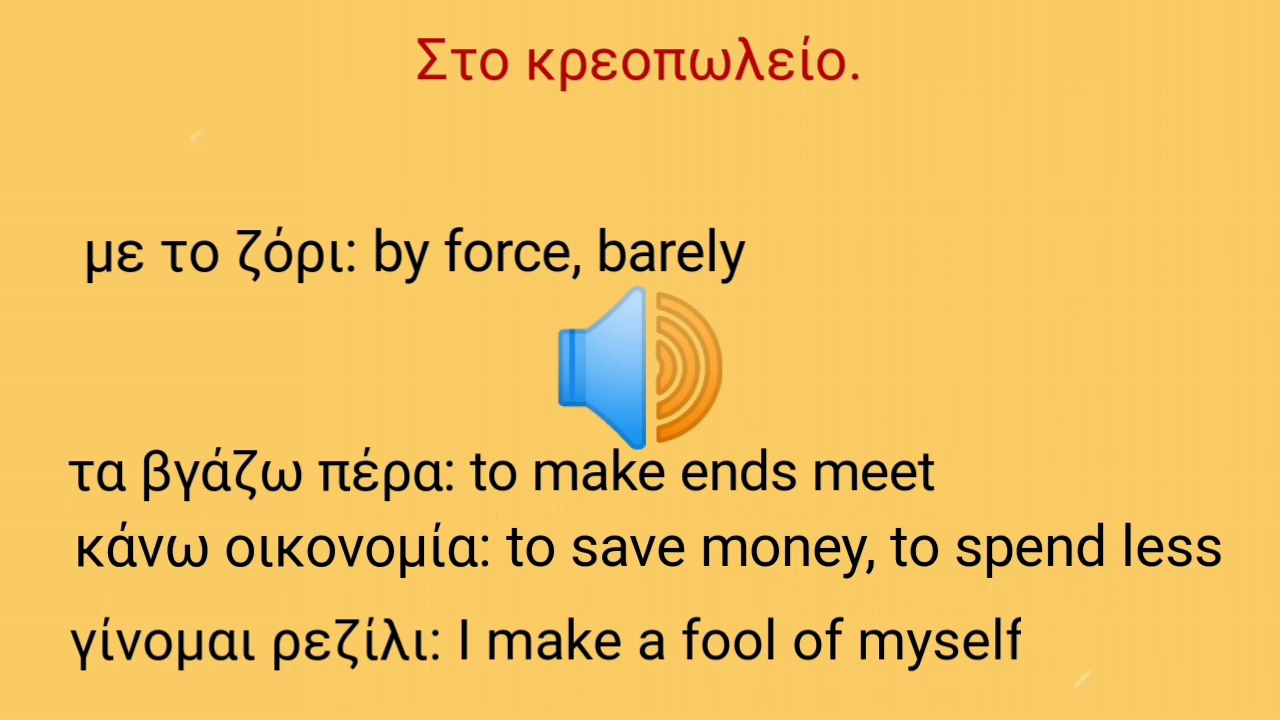 Στο κρεοπωλείο.
με το ζόρι: by force, barely
τα βγάζω πέρα: to make ends meet
κάνω οικονομία: to save money, to spend less
γίνομαι ρεζίλι: I make a fool of myself